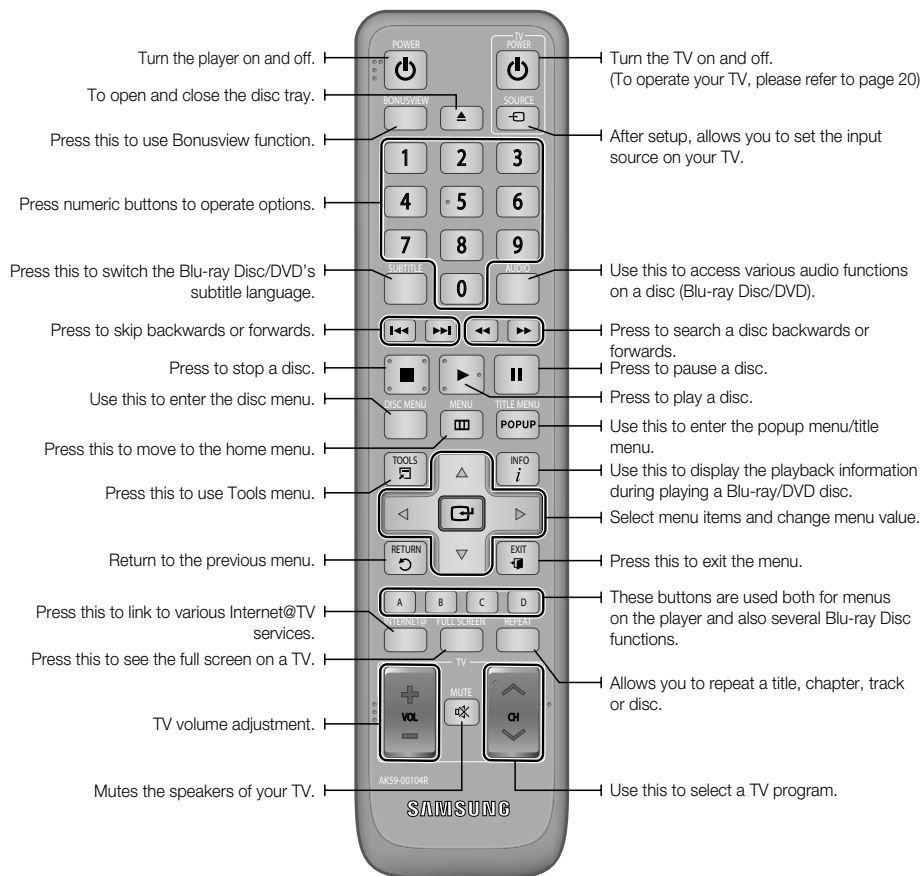 POWER
TV
POWER
Turn the player on and off.
Turn the TV on and off.
(To operate your TV, please refer to page 20)
To open and close the disc tray.
BONUSVIEW
SOURCE
Press this to use Bonusview function.
After setup, allows you to set the input
source on your TV.
1 2 3
Press numeric buttons to operate options.
4 5 6
7 8 9
Press this to switch the Blu-ray Disc/DVD's
subtitle language.
SUBTITLE
0
AUDIO
Use this to access various audio functions
on a disc (Blu-ray Disc/DVD).
Press to skip backwards or forwards.
Press to search a disc backwards or
forwards.
Press to stop a disc.
Press to pause a disc.
Press to play a disc.
Use this to enter the disc menu.
DISC MENU
MENU
TITLE MENU
POPUP
Use this to enter the popup menu/title
menu.
Press this to move to the home menu.
TOOLS
INFO
i
Use this to display the playback information
during playing a Blu-ray/DVD disc.
Press this to use Tools menu.
Select menu items and change menu value.
RETURN
EXIT
Return to the previous menu.
Press this to exit the menu.
A B C D
These buttons are used both for menus
on the player and also several Blu-ray Disc
functions.
Press this to link to various Internet@TV
services.
INTERNET@
FULL SCREEN
REPEAT
Press this to see the full screen on a TV.
TV
Allows you to repeat a title, chapter, track
or disc.
VOL
MUTE
CH
TV volume adjustment.
AK59-00104R
Mutes the speakers of your TV.
Use this to select a TV program.
SAMSUNG